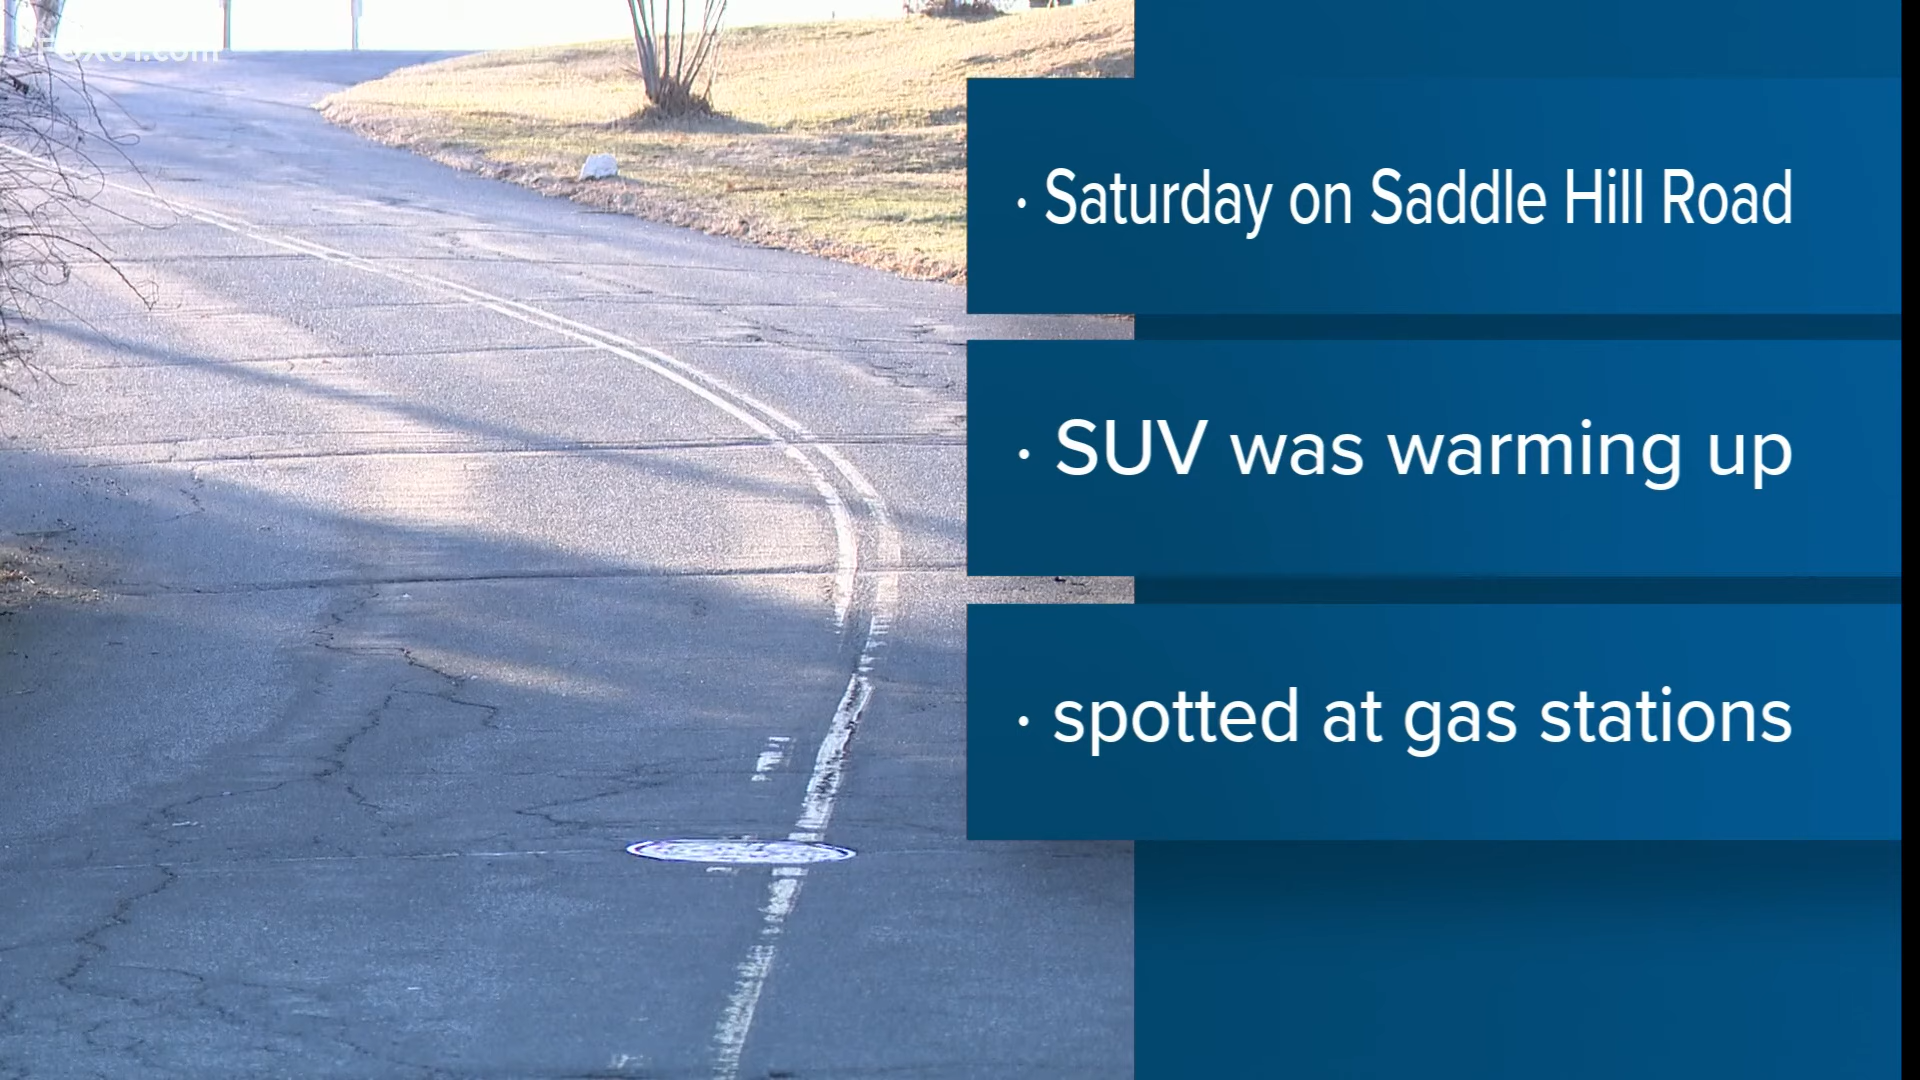 FOX61.com
· Saturday on Saddle Hill Road
· SUV was warming up
· spotted at gas stations